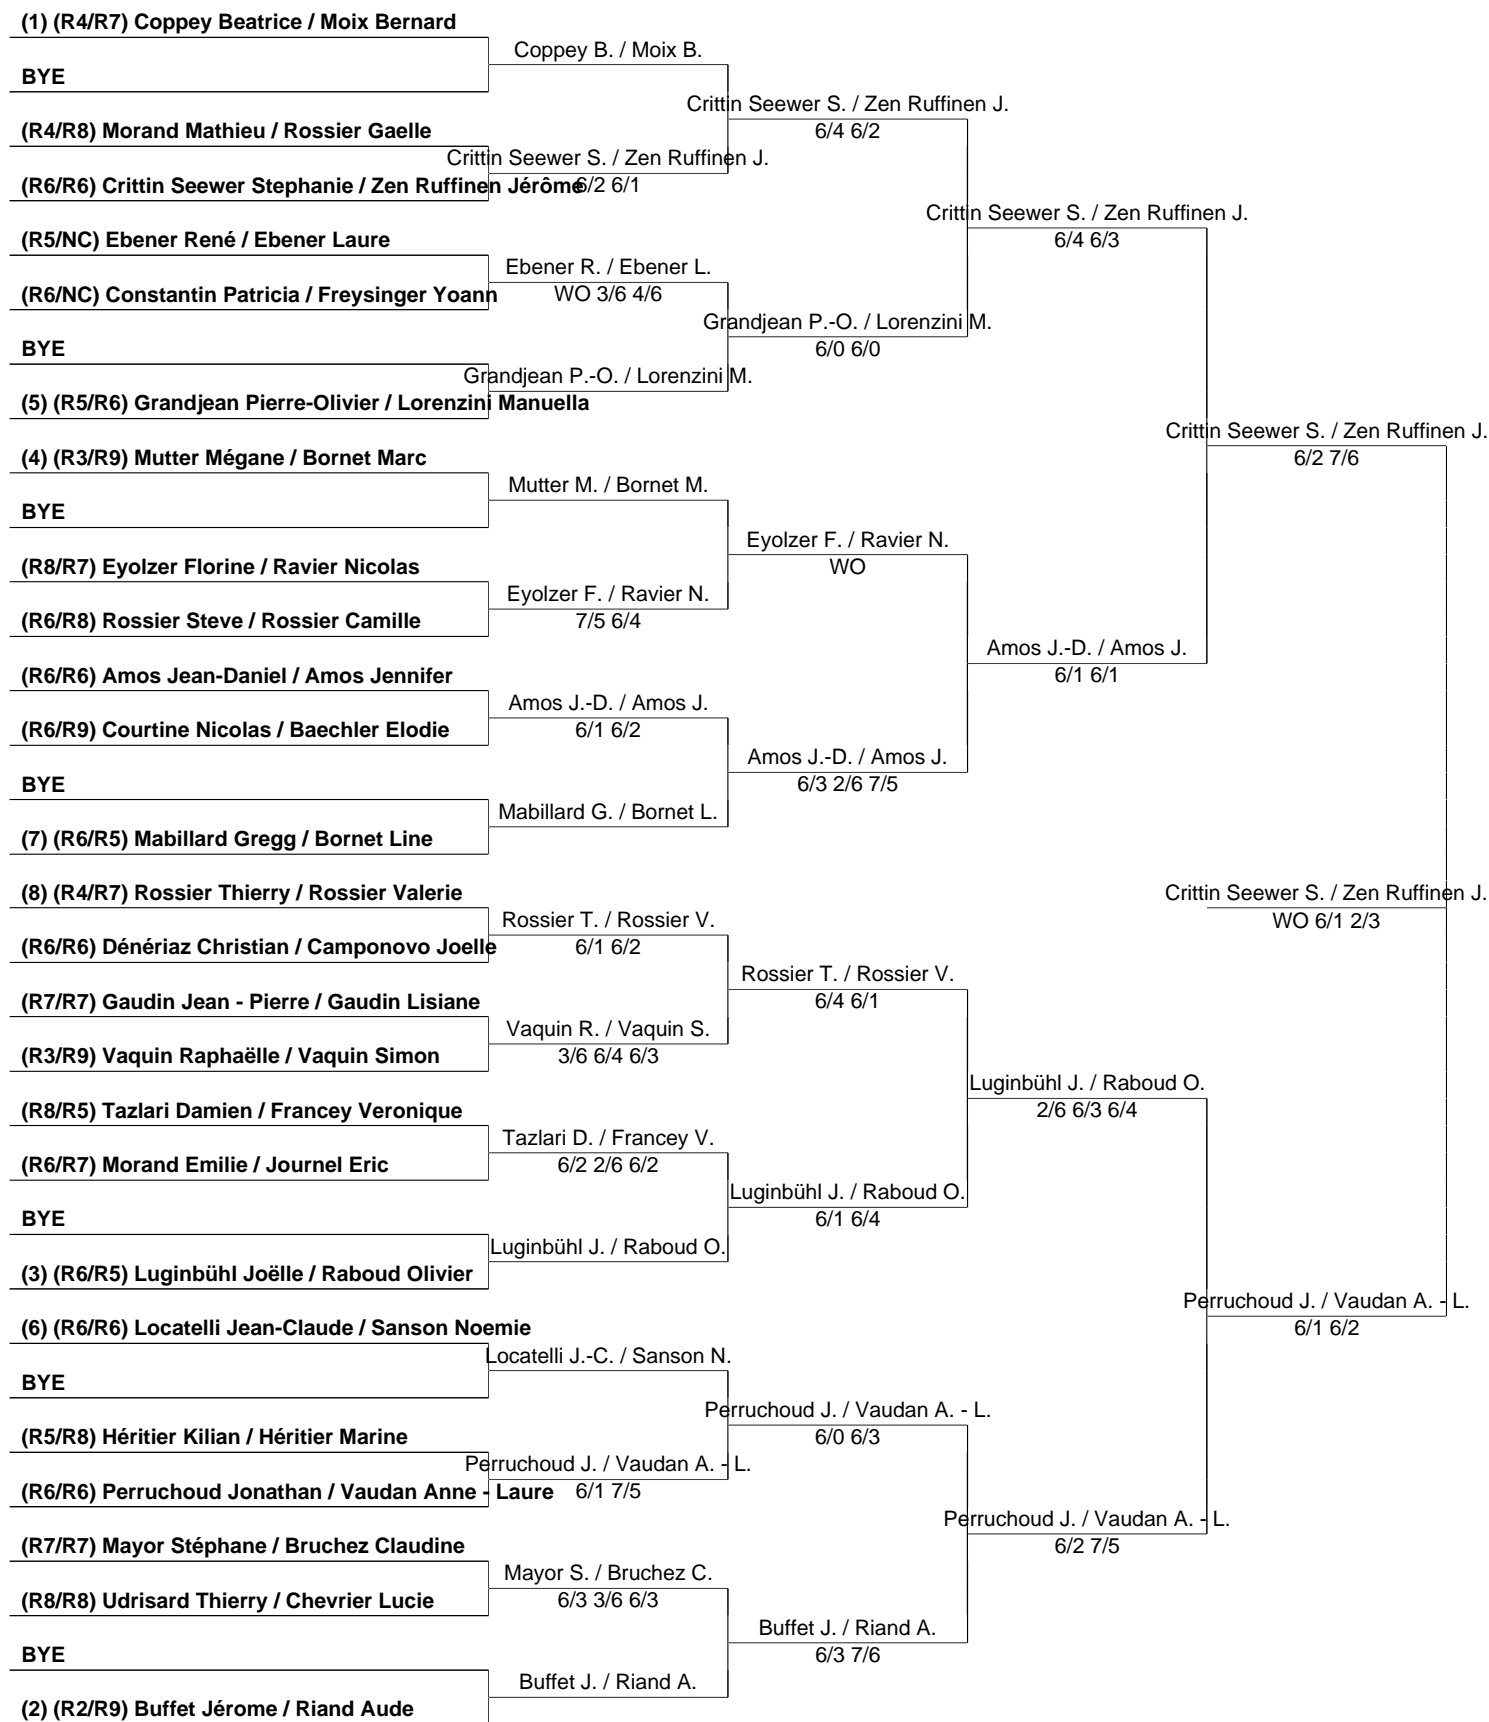 (1) (R4/R7) Coppey Beatrice / Moix Bernard
Coppey B. / Moix B.
BYE
Crittin Seewer S. / Zen Ruffinen J.
6/4 6/2
(R4/R8) Morand Mathieu / Rossier Gaelle
Crittin Seewer S. / Zen Ruffinen J.
(R6/R6) Crittin Seewer Stephanie / Zen Ruffinen Jérôme
6/2 6/1
Crittin Seewer S. / Zen Ruffinen J.
6/4 6/3
(R5/NC) Ebener René / Ebener Laure
Ebener R. / Ebener L.
WO 3/6 4/6
(R6/NC) Constantin Patricia / Freysinger Yoann
Grandjean P.-O. / Lorenzini M.
6/0 6/0
BYE
Grandjean P.-O. / Lorenzini M.
(5) (R5/R6) Grandjean Pierre-Olivier / Lorenzini Manuella
Crittin Seewer S. / Zen Ruffinen J.
6/2 7/6
(4) (R3/R9) Mutter Mégane / Bornet Marc
Mutter M. / Bornet M.
BYE
Eyolzer F. / Ravier N.
WO
(R8/R7) Eyolzer Florine / Ravier Nicolas
Eyolzer F. / Ravier N.
7/5 6/4
(R6/R8) Rossier Steve / Rossier Camille
Amos J.-D. / Amos J.
6/1 6/1
(R6/R6) Amos Jean-Daniel / Amos Jennifer
Amos J.-D. / Amos J.
6/1 6/2
(R6/R9) Courtine Nicolas / Baechler Elodie
Amos J.-D. / Amos J.
6/3 2/6 7/5
BYE
Mabillard G. / Bornet L.
(7) (R6/R5) Mabillard Gregg / Bornet Line
(8) (R4/R7) Rossier Thierry / Rossier Valerie
Crittin Seewer S. / Zen Ruffinen J.
WO 6/1 2/3
Rossier T. / Rossier V.
6/1 6/2
(R6/R6) Dénériaz Christian / Camponovo Joelle
Rossier T. / Rossier V.
6/4 6/1
(R7/R7) Gaudin Jean - Pierre / Gaudin Lisiane
Vaquin R. / Vaquin S.
3/6 6/4 6/3
(R3/R9) Vaquin Raphaëlle / Vaquin Simon
Luginbühl J. / Raboud O.
2/6 6/3 6/4
(R8/R5) Tazlari Damien / Francey Veronique
Tazlari D. / Francey V.
6/2 2/6 6/2
(R6/R7) Morand Emilie / Journel Eric
Luginbühl J. / Raboud O.
6/1 6/4
BYE
Luginbühl J. / Raboud O.
(3) (R6/R5) Luginbühl Joëlle / Raboud Olivier
Perruchoud J. / Vaudan A. - L.
6/1 6/2
(6) (R6/R6) Locatelli Jean-Claude / Sanson Noemie
Locatelli J.-C. / Sanson N.
BYE
Perruchoud J. / Vaudan A. - L.
6/0 6/3
(R5/R8) Héritier Kilian / Héritier Marine
Perruchoud J. / Vaudan A. - L.
6/1 7/5
(R6/R6) Perruchoud Jonathan / Vaudan Anne - Laure
Perruchoud J. / Vaudan A. - L.
6/2 7/5
(R7/R7) Mayor Stéphane / Bruchez Claudine
Mayor S. / Bruchez C.
6/3 3/6 6/3
(R8/R8) Udrisard Thierry / Chevrier Lucie
Buffet J. / Riand A.
6/3 7/6
BYE
Buffet J. / Riand A.
(2) (R2/R9) Buffet Jérome / Riand Aude